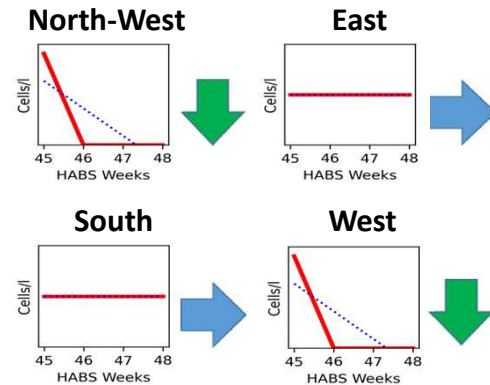 North-West
Cells/l
45 46 47 48
HABS Weeks
East
Cells/l
45 46 47 48
HABS Weeks
South
Cells/l
45 46 47 48
HABS Weeks
West
Cells/l
45 46 47 48
HABS Weeks